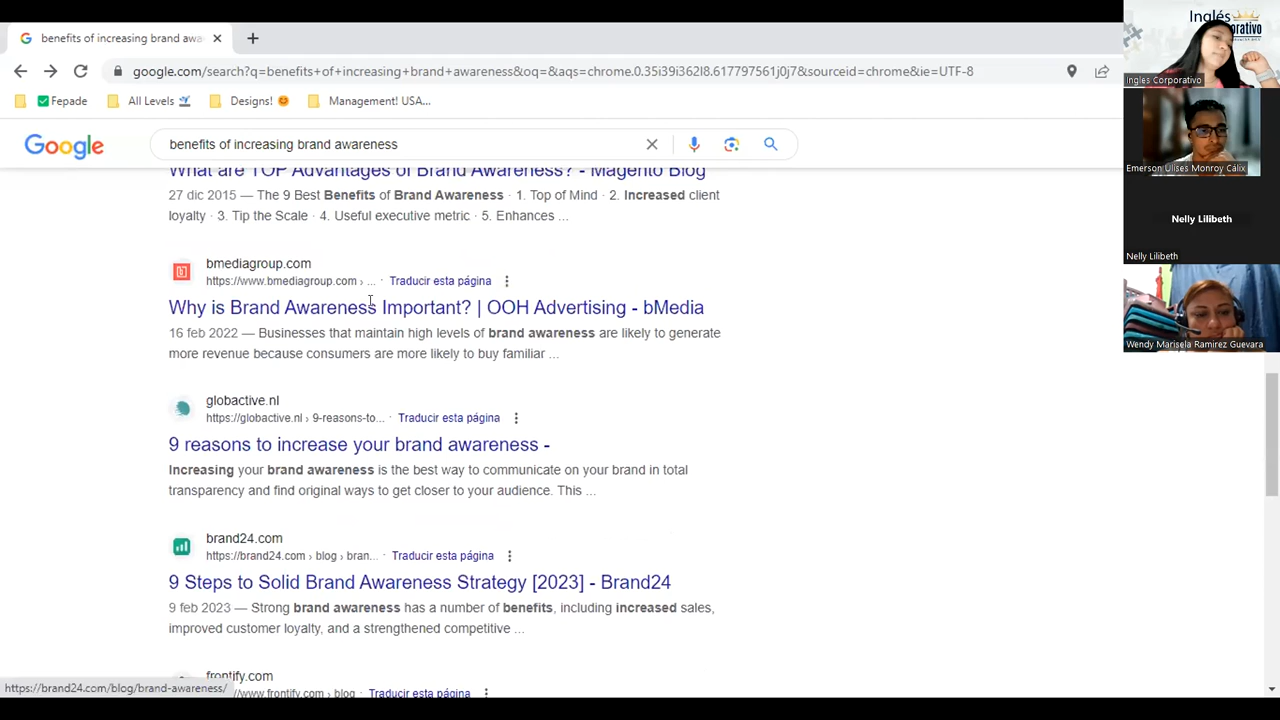 benefits of increasing brand awa
google.com/search?q=benefits+of+increasing+brand+awareness&oq=&aqs=chrome.0.35i39i362l8.617797561j0j7&sourceid=chrome&ie=UTF-8
Fepade
All Levels
Designs!
Management! USA...
Google
benefits of increasing brand awareness
What are TOP Advantages of Brand Awareness? - Magento Blog
27 dic 2015 — The 9 Best Benefits of Brand Awareness · 1. Top of Mind · 2. Increased client
loyalty · 3. Tip the Scale · 4. Useful executive metric · 5. Enhances ...
bmediagroup.com
https://www.bmediagroup.com › ... · Traducir esta página
Why is Brand Awareness Important? | OOH Advertising - bMedia
16 feb 2022 — Businesses that maintain high levels of brand awareness are likely to generate
more revenue because consumers are more likely to buy familiar ...
globactive.nl
https://globactive.nl › 9-reasons-to... · Traducir esta página
9 reasons to increase your brand awareness -
Increasing your brand awareness is the best way to communicate on your brand in total
transparency and find original ways to get closer to your audience. This ...
brand24.com
https://brand24.com › blog › bran... · Traducir esta página
9 Steps to Solid Brand Awareness Strategy [2023] - Brand24
9 feb 2023 — Strong brand awareness has a number of benefits, including increased sales,
improved customer loyalty, and a strengthened competitive ...
frontify.com
www.frontify.com › blog Traducir esta página
https://brand24.com/blog/brand-awareness/
Inglés
Ingles Corporativo
Emerson Ulises Monroy Cálix
Nelly Lilibeth
Nelly Lilibeth
Wendy Marisela Ramirez Guevara